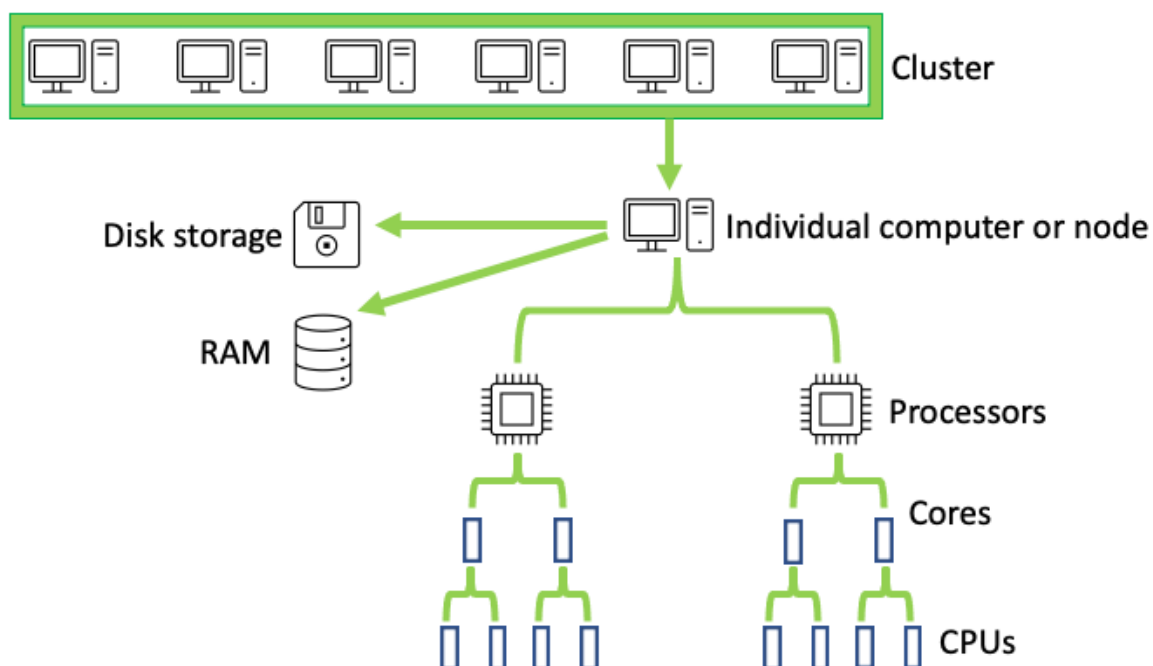 Cluster
Individual computer or node
Disk storage
RAM
Processors
Cores
CPUs